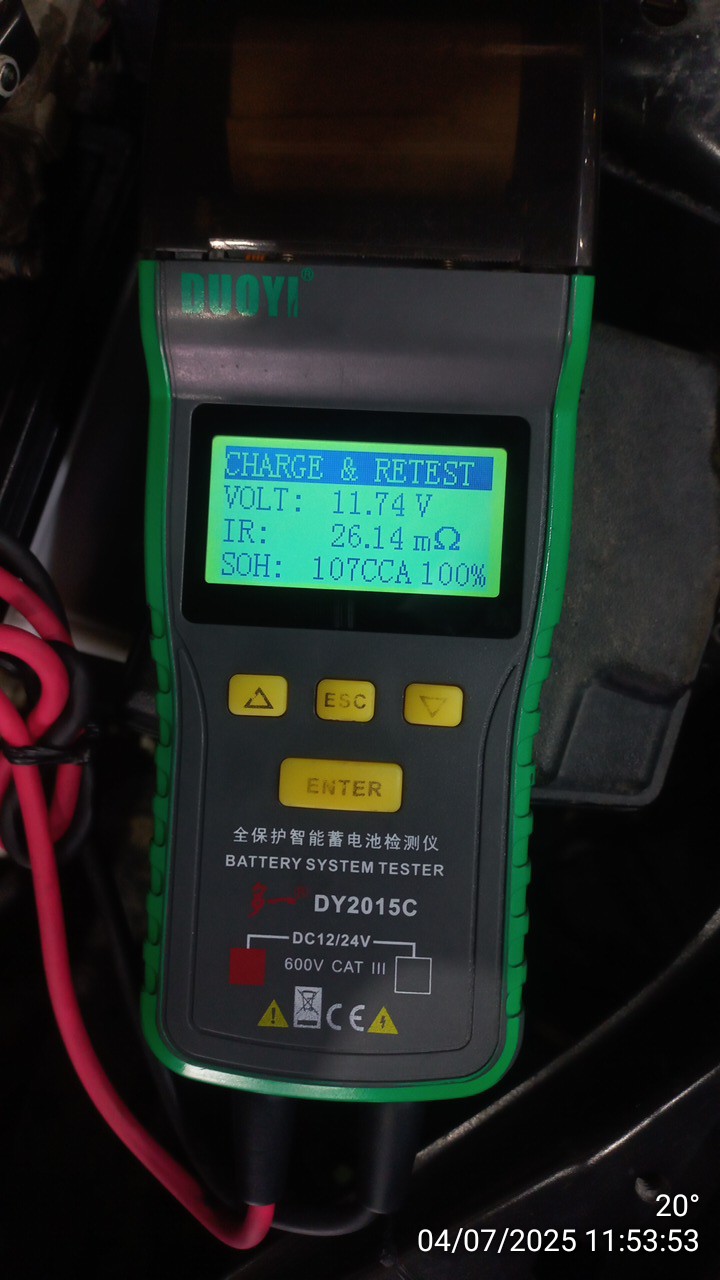 DUOYI®
CHARGE & RETEST
VOLT: 11.74 V
IR: 26.14 mΩ
SOH: 107CCA 100%
ESC
ENTER
全保护智能蓄电池检测仪
BATTERY SYSTEM TESTER
DY2015C
DC12/24V
600V CAT III
CE
20°
04/07/2025 11:53:53